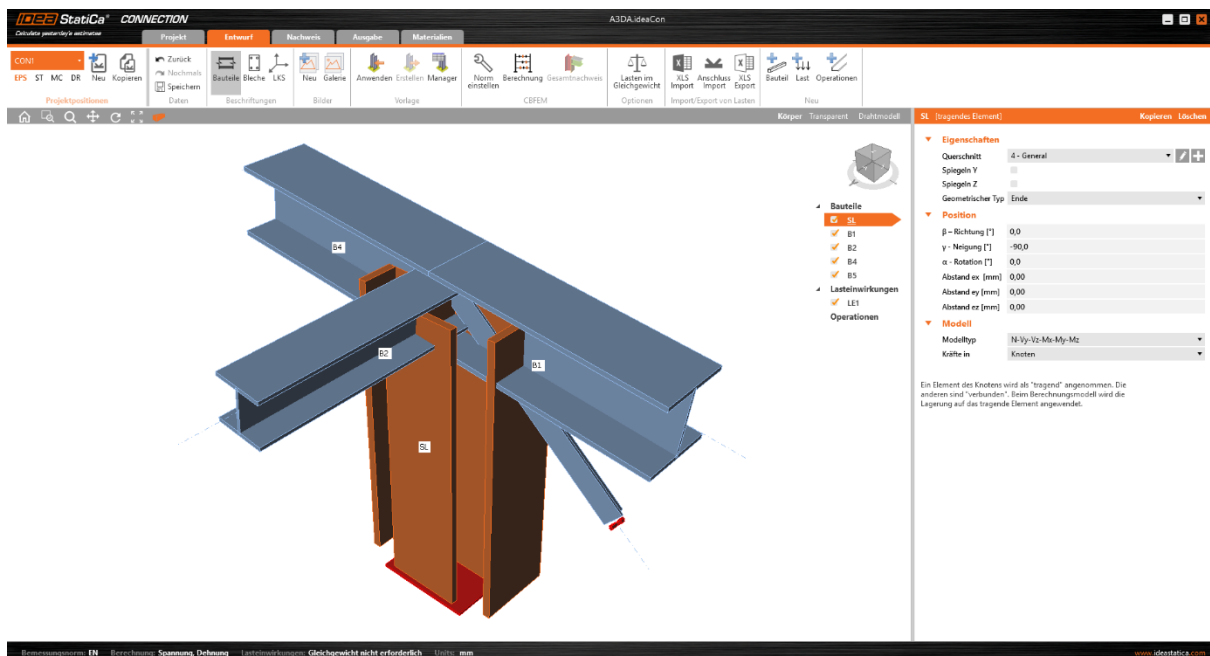 IDEA StatiCa® CONNECTION
Calculate yesterday's estimates
A3DA.ideaCon
Projekt Entwurf Nachweis Ausgabe Materialien
CON1
EPS ST MC DR Neu Kopieren
Projektpositionen
Zurück
Nochmals
Speichern
Daten
Bauteile Bleche LKS
Beschriftungen
Neu Galerie
Bilder
Anwenden Erstellen Manager
Vorlage
Norm einstellen
Berechnung Gesamtnachweis
CBFEM
Lasten im Gleichgewicht
Optionen
XLS Import
Anschluss Import
XLS Export
Import/Export von Lasten
Bauteil Last Operationen
Neu
Körper Transparent Drahtmodell
B4
B2
B1
SL
Bauteile
SL
B1
B2
B4
B5
Lasteinwirkungen
LE1
Operationen
SL [tragendes Element] Kopieren Löschen
Eigenschaften
Querschnitt 4 - General
Spiegeln Y
Spiegeln Z
Geometrischer Typ Ende
Position
β – Richtung [°] 0,0
γ - Neigung [°] -90,0
α - Rotation [°] 0,0
Abstand ex [mm] 0,00
Abstand ey [mm] 0,00
Abstand ez [mm] 0,00
Modell
Modelltyp N-Vy-Vz-Mx-My-Mz
Kräfte in Knoten
Ein Element des Knotens wird als "tragend" angenommen. Die
anderen sind "verbunden". Beim Berechnungsmodell wird die
Lagerung auf das tragende Element angewendet.
Bemessungsnorm: EN Berechnung: Spannung, Dehnung Lasteinwirkungen: Gleichgewicht nicht erforderlich Units: mm
www.ideastatica.com